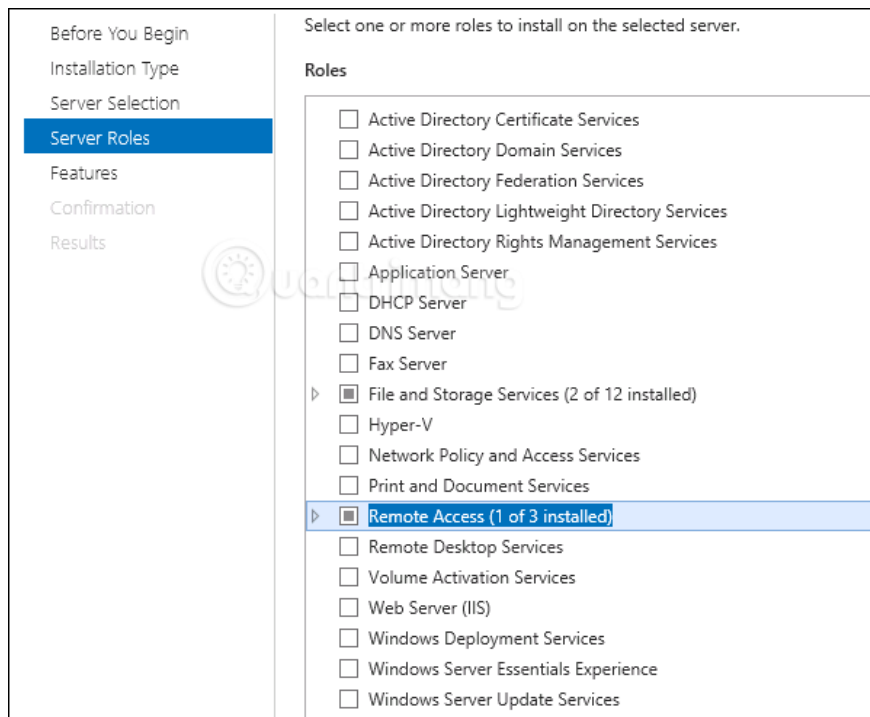 Before You Begin
Installation Type
Server Selection
Server Roles
Features
Confirmation
Results
Select one or more roles to install on the selected server.
Roles
Active Directory Certificate Services
Active Directory Domain Services
Active Directory Federation Services
Active Directory Lightweight Directory Services
Active Directory Rights Management Services
Application Server
DHCP Server
DNS Server
Fax Server
File and Storage Services (2 of 12 installed)
Hyper-V
Network Policy and Access Services
Print and Document Services
Remote Access (1 of 3 installed)
Remote Desktop Services
Volume Activation Services
Web Server (IIS)
Windows Deployment Services
Windows Server Essentials Experience
Windows Server Update Services
Quantrimang